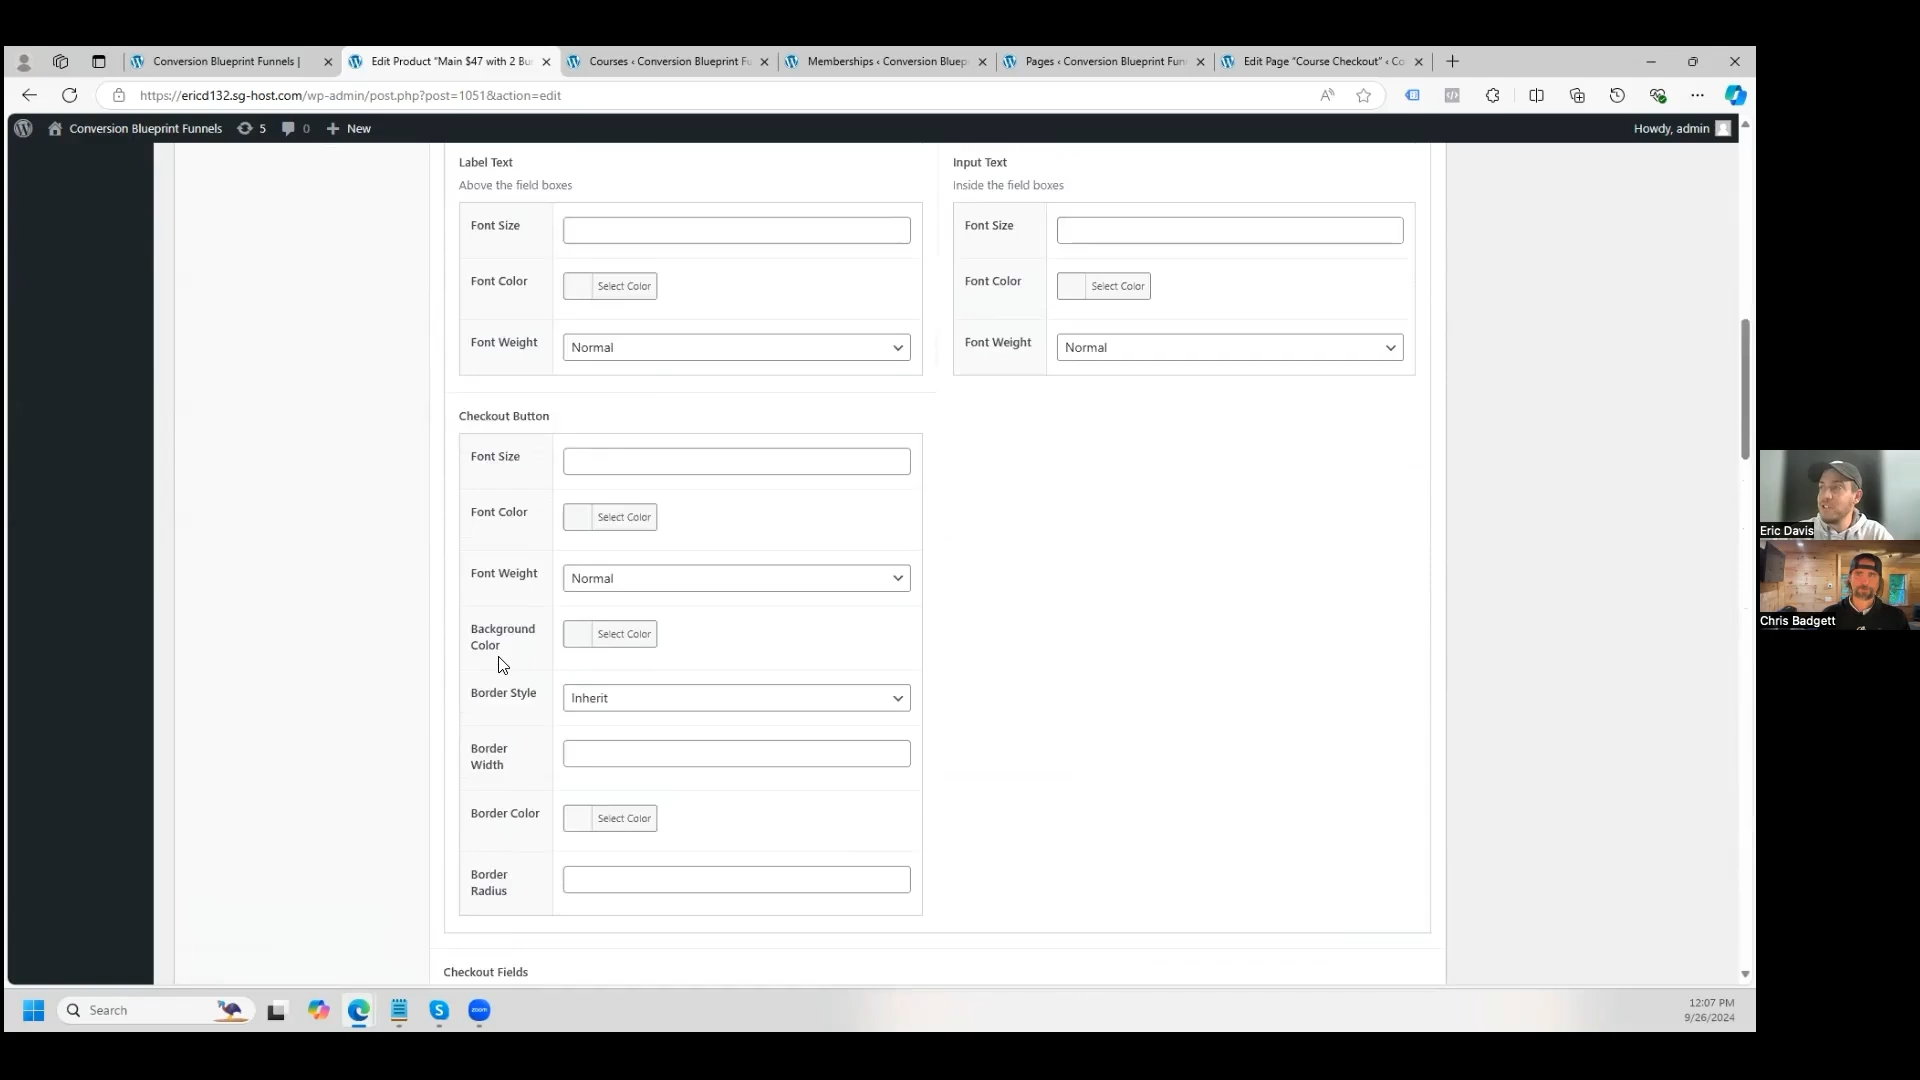 Conversion Blueprint Funnels |
Edit Product "Main $47 with 2 Bu
Courses ‹ Conversion Blueprint Fu
Memberships ‹ Conversion Bluep
Pages ‹ Conversion Blueprint Fun
Edit Page "Course Checkout" ‹ Co
https://ericd132.sg-host.com/wp-admin/post.php?post=1051&action=edit
Conversion Blueprint Funnels
5
0
New
Howdy, admin
Label Text
Above the field boxes
Font Size
Font Color
Select Color
Font Weight
Normal
Input Text
Inside the field boxes
Font Size
Font Color
Select Color
Font Weight
Normal
Checkout Button
Font Size
Font Color
Select Color
Font Weight
Normal
Background
Color
Select Color
Border Style
Inherit
Border
Width
Border Color
Select Color
Border
Radius
Checkout Fields
Eric Davis
Chris Badgett
Search
zoom
12:07 PM
9/26/2024